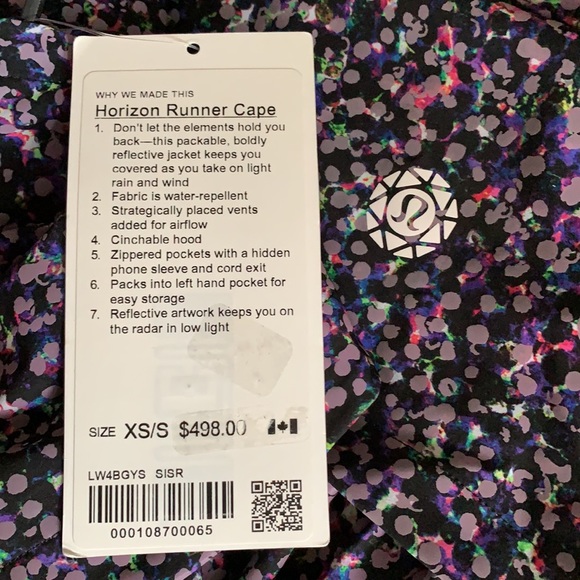 WHY WE MADE THIS
Horizon Runner Cape
1. Don't let the elements hold you
back—this packable, boldly
reflective jacket keeps you
covered as you take on light
rain and wind
2. Fabric is water-repellent
3. Strategically placed vents
added for airflow
4. Cinchable hood
5. Zippered pockets with a hidden
phone sleeve and cord exit
6. Packs into left hand pocket for
easy storage
7. Reflective artwork keeps you on
the radar in low light
SIZE XS/S $498.00
LW4BGYS SISR
000108700065